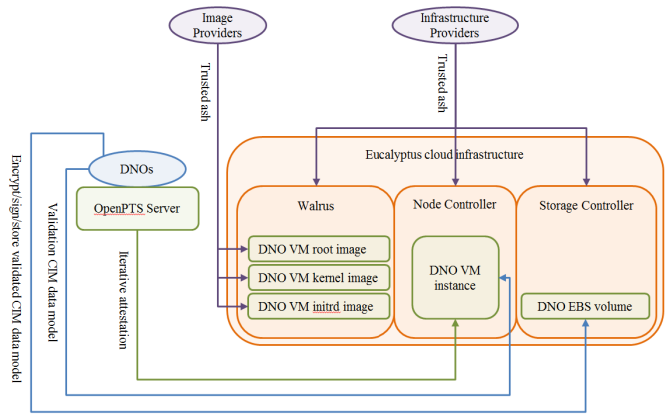 Image
Providers
Infrastructure
Providers
Trusted ash
Trusted ash
Eucalyptus cloud infrastructure
DNOs
OpenPTS Server
Walrus
Node Controller
Storage Controller
DNO VM root image
DNO VM kernel image
DNO VM initrd image
DNO VM
instance
DNO EBS volume
Iterative attestation
Validation CIM data model
Encrypt/sign/store validated CIM data model